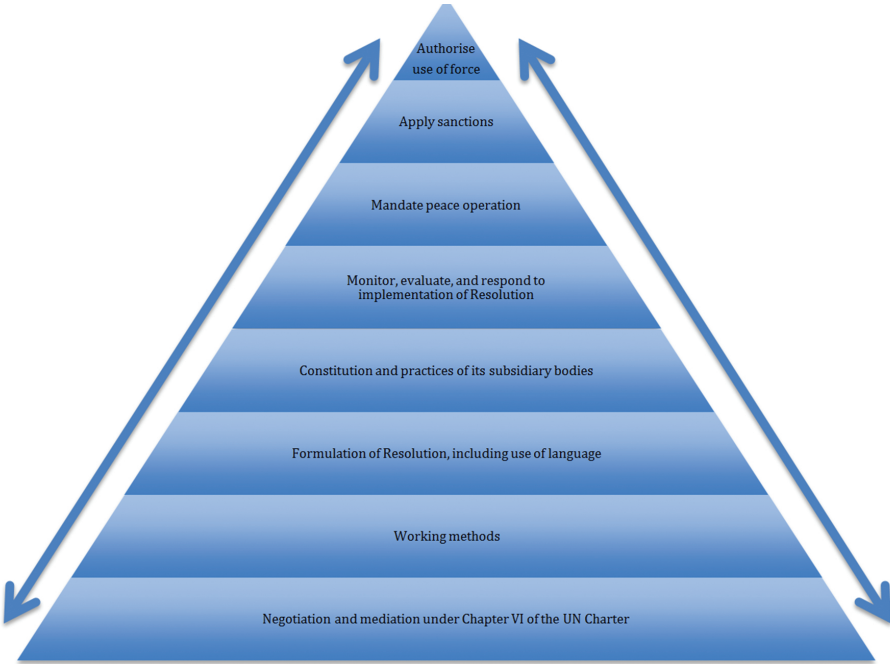 Authorise
use of force
Apply sanctions
Mandate peace operation
Monitor, evaluate, and respond to
implementation of Resolution
Constitution and practices of its subsidiary bodies
Formulation of Resolution, including use of language
Working methods
Negotiation and mediation under Chapter VI of the UN Charter